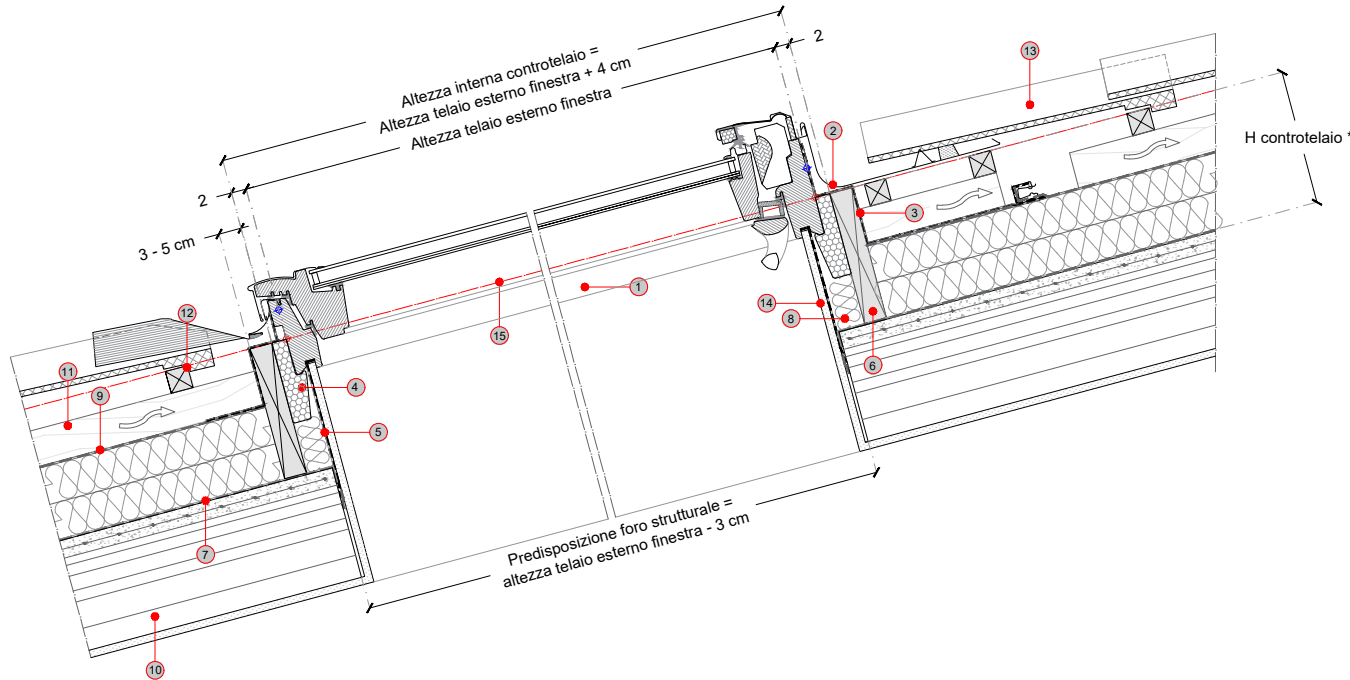 Altezza interna controtelaio =
Altezza telaio esterno finestra + 4 cm
Altezza telaio esterno finestra
2
2
3 - 5 cm
13
2
H controtelaio *
3
1
15
14
8
6
12
11
9
4
5
7
10
Predisposizione foro strutturale =
altezza telaio esterno finestra - 3 cm